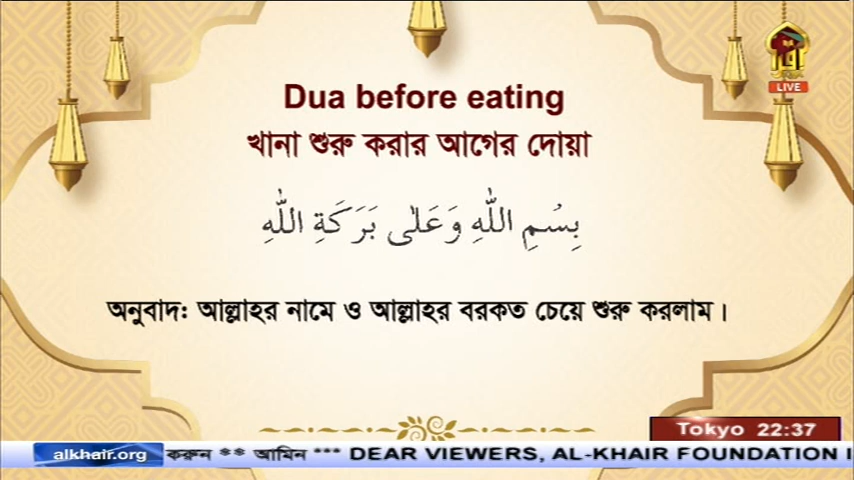 Dua before eating
খানা শুরু করার আগের দোয়া
بِسْمِ اللّٰهِ وَعَلٰى بَرَكَةِ اللّٰهِ
অনুবাদ: আল্লাহর নামে ও আল্লাহর বরকত চেয়ে শুরু করলাম।
LIVE
Tokyo 22:37
alkhair.org করুন ** আমিন *** DEAR VIEWERS, AL-KHAIR FOUNDATION I